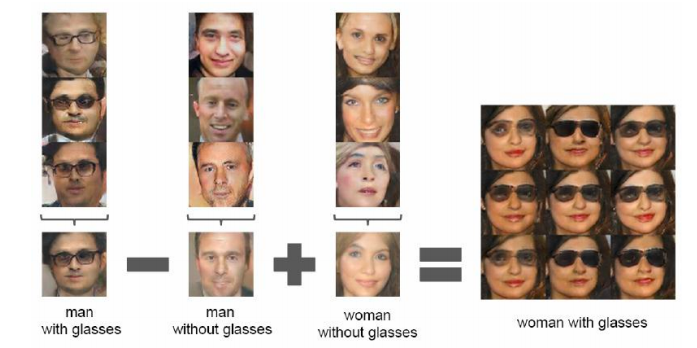 man
with glasses
man
without glasses
woman
without glasses
woman with glasses